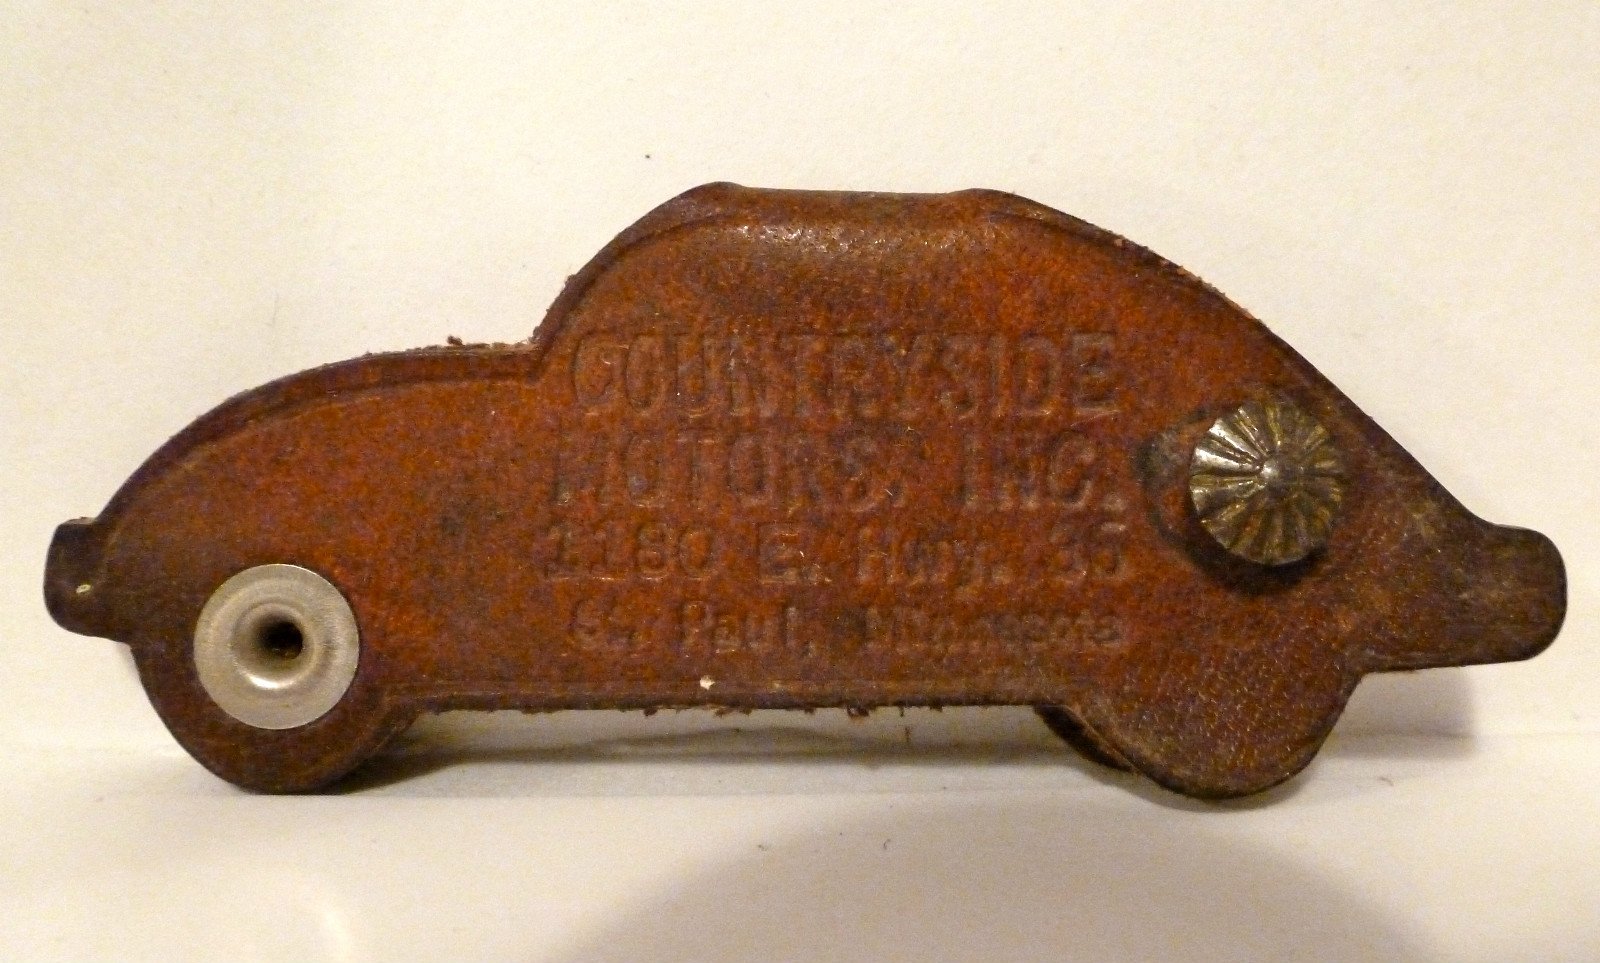 COUNTRYSIDE
MOTORS, INC.
1180 E. Hwy. 36
St. Paul, Minnesota